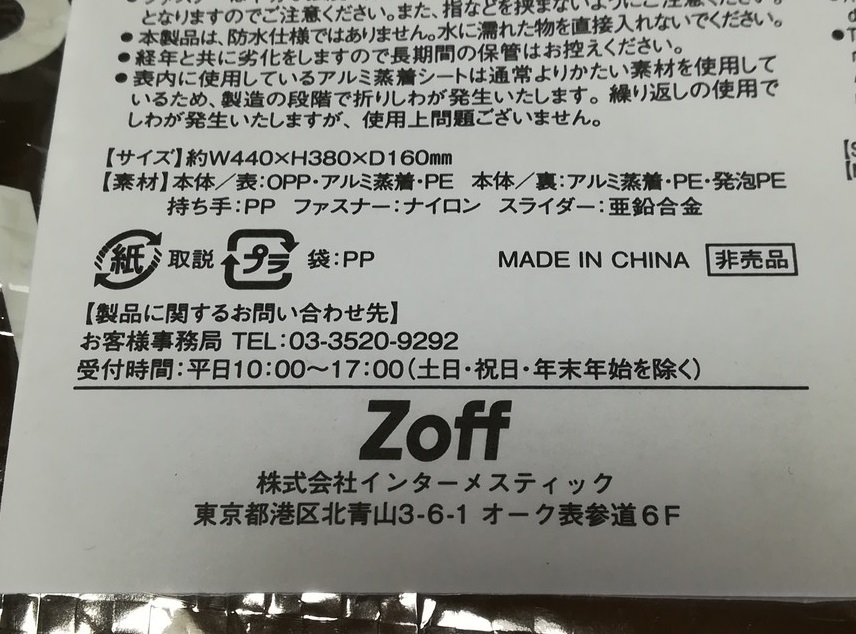 となりますのでご注意ください。また、指などを挟まないようにご注意ください。
●本製品は、防水仕様ではありません。水に濡れた物を直接入れないでください。
●経年と共に劣化をしますので長期間の保管はお控えください。
●表内に使用しているアルミ蒸着シートは通常よりかたい素材を使用して
いるため、製造の段階で折りしわが発生いたします。繰り返しの使用で
しわが発生いたしますが、使用上問題ございません。
【サイズ】約W440×H380×D160mm
【素材】本体/表:OPP・アルミ蒸着・PE 本体/裏:アルミ蒸着・PE・発泡PE
持ち手:PP ファスナー:ナイロン スライダー:亜鉛合金
紙 取説 プラ 袋:PP MADE IN CHINA 非売品
【製品に関するお問い合わせ先】
お客様事務局 TEL:03-3520-9292
受付時間:平日10:00〜17:00(土日・祝日・年末年始を除く)
Zoff
株式会社インターメスティック
東京都港区北青山3-6-1 オーク表参道6F